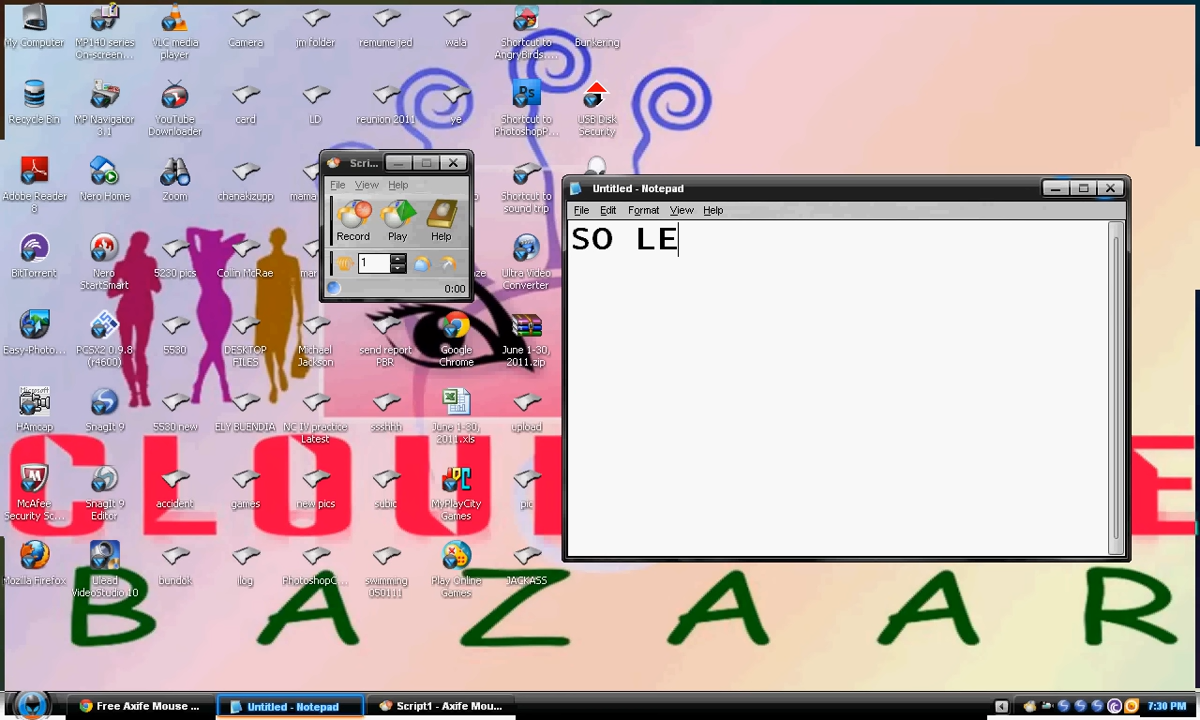 My Computer
MP140 series On-screen...
VLC media player
Camera
jm folder
remume jed
wala
Shortcut to AngryBirds....
Bunkering
Recycle Bin
MP Navigator 3.1
YouTube Downloader
card
LD
reunion 2011
ye
Ps
Shortcut to PhotoshopP...
USB Disk Security
Adobe Reader 8
Nero Home
Zoom
chanakizupp
mama
Shortcut to sound trip
BitTorrent
Nero StartSmart
5230 pics
Colin McRae
mar
Ultra Video Converter
Easy-Photo...
PCSX2 0.9.8 (r4600)
5530
DESKTOP FILES
Michael Jackson
send report PBR
Google Chrome
June 1-30, 2011.zip
HAmcap
SnagIt 9
5530 new
ELY BUENDIA
NC IV practice Latest
ssshhh
June 1-30, 2011.xls
upload
McAfee Security Sc...
SnagIt 9 Editor
accident
games
new pics
subic
MyPlayCity Games
pic
Mozilla Firefox
Ulead VideoStudio 10
bundok
PhotoshopC...
swimming 050111
Play Online Games
JACKASS
Scri...
File View Help
Record Play Help
1
0:00
Untitled - Notepad
File Edit Format View Help
SO LE
CLOU E
BAZAAR
Free Axife Mouse ...
Untitled - Notepad
Script1 - Axife Mou...
7:30 PM